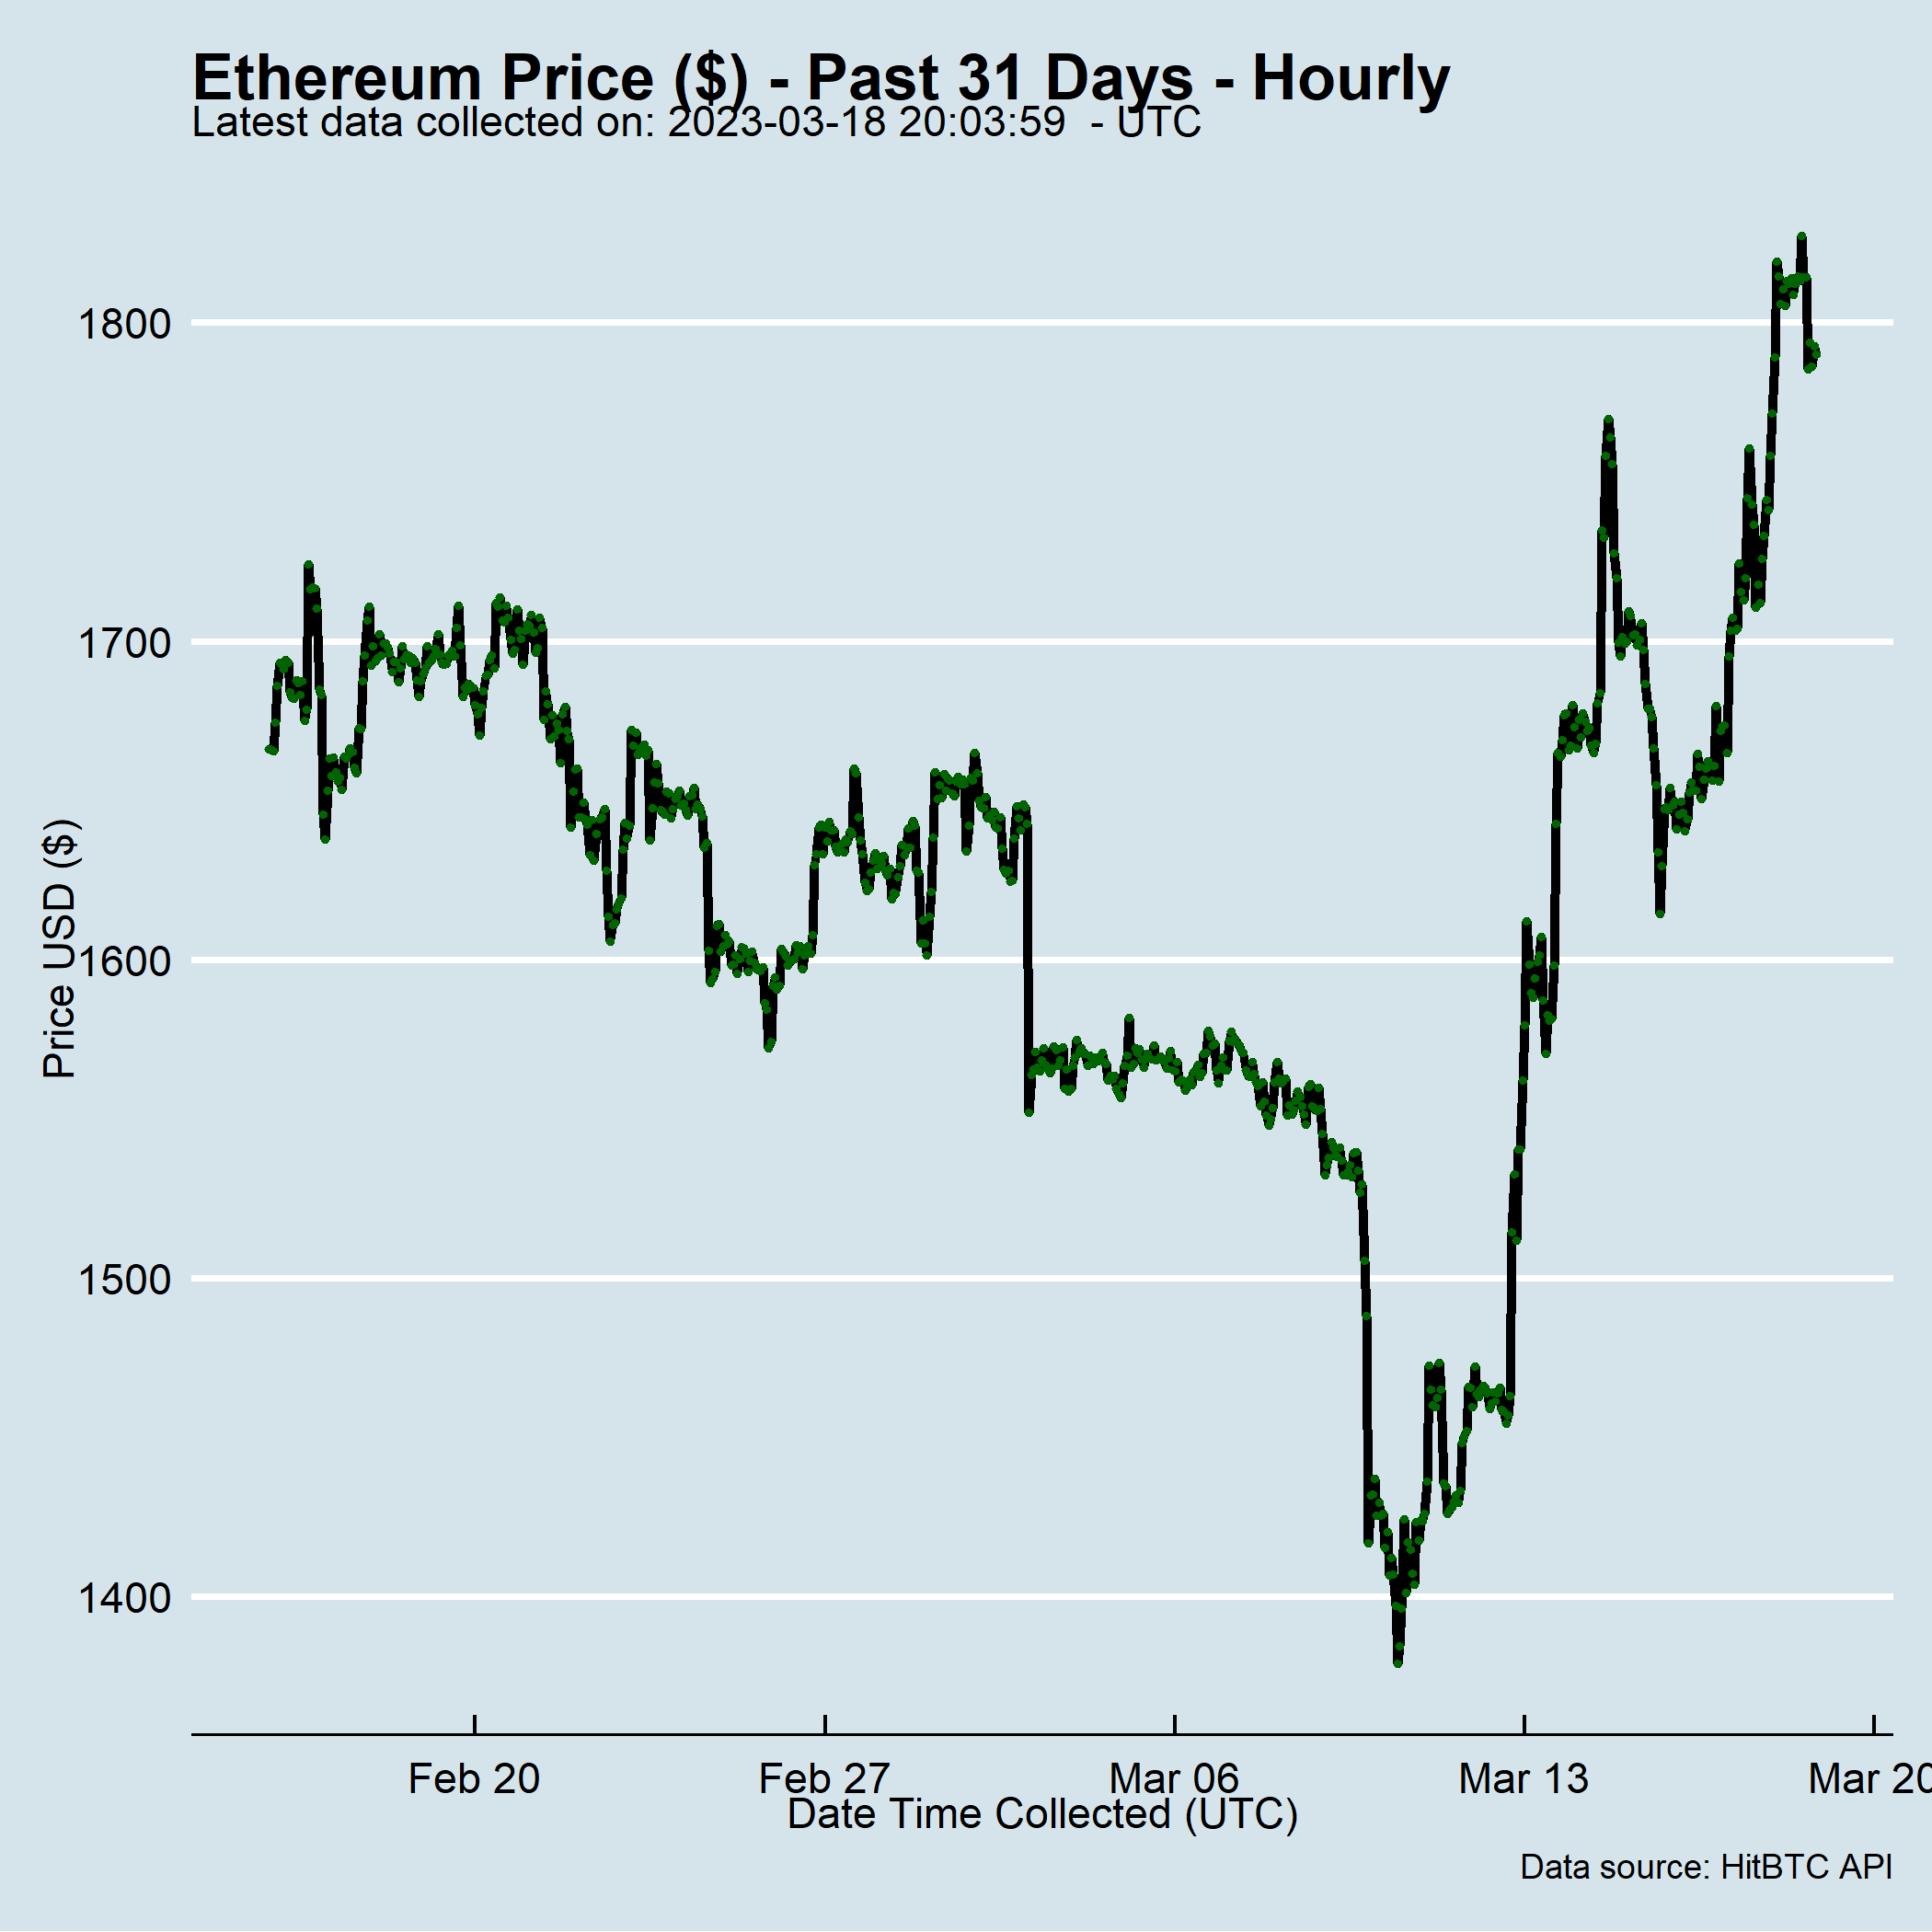 Ethereum Price ($) - Past 31 Days - Hourly
Latest data collected on: 2023-03-18 20:03:59  - UTC
Price USD ($)
1800
1700
1600
1500
1400
Feb 20
Feb 27
Mar 06
Mar 13
Mar 20
Date Time Collected (UTC)
Data source: HitBTC API